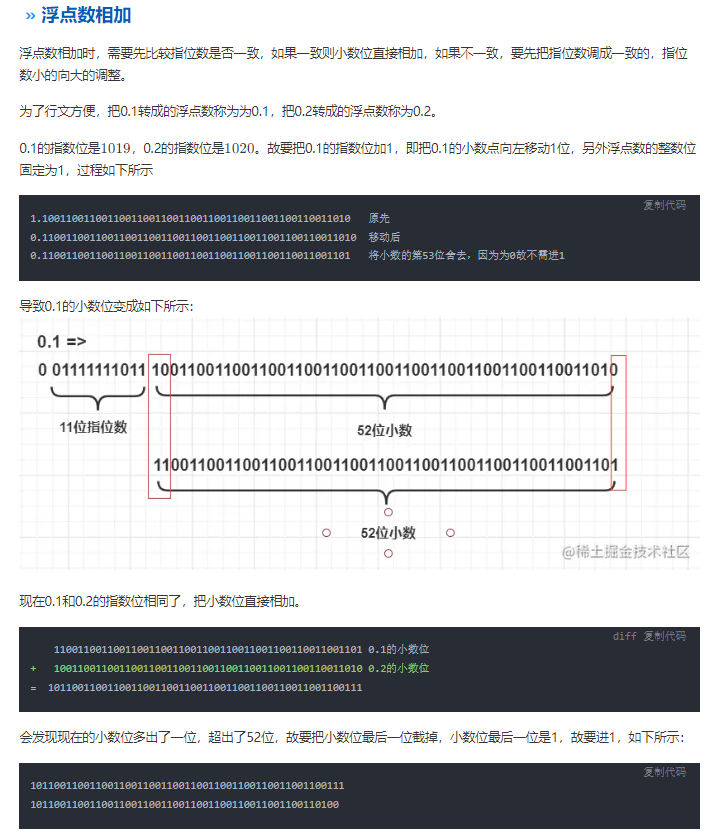 » 浮点数相加
浮点数相加时，需要先比较指位数是否一致，如果一致则小数位直接相加，如果不一致，要先把指位数调成一致的，指位
数小的向大的调整。
为了行文方便，把0.1转成的浮点数称为为0.1，把0.2转成的浮点数称为0.2。
0.1的指数位是1019，0.2的指数位是1020。故要把0.1的指数位加1，即把0.1的小数点向左移动1位，另外浮点数的整数位
固定为1，过程如下所示
复制代码
1.1001100110011001100110011001100110011001100110011010 原先
0.11001100110011001100110011001100110011001100110011010 移动后
0.1100110011001100110011001100110011001100110011001101 将小数的第53位舍去，因为为0故不需进1
导致0.1的小数位变成如下所示：
0.1 =>
0 01111111011 1001100110011001100110011001100110011001100110011010
11位指位数 52位小数
1100110011001100110011001100110011001100110011001101
52位小数
@稀土掘金技术社区
现在0.1和0.2的指数位相同了，把小数位直接相加。
diff 复制代码
1100110011001100110011001100110011001100110011001101 0.1的小数位
+ 1001100110011001100110011001100110011001100110011010 0.2的小数位
= 10110011001100110011001100110011001100110011001100111
会发现现在的小数位多出了一位，超出了52位，故要把小数位最后一位截掉，小数位最后一位是1，故要进1，如下所示：
复制代码
10110011001100110011001100110011001100110011001100111
1011001100110011001100110011001100110011001100110100